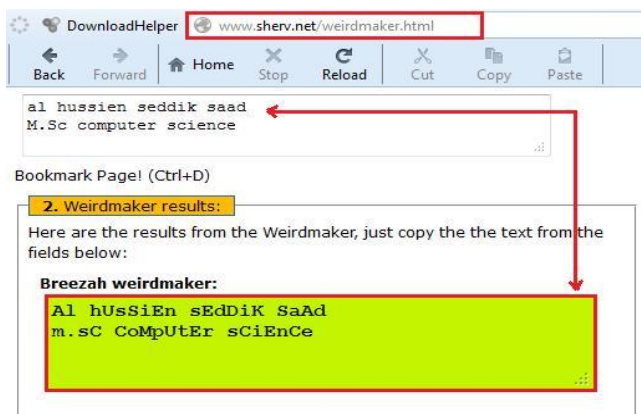 DownloadHelper www.sherv.net/weirdmaker.html
Back Forward Home Stop Reload Cut Copy Paste
al hussien seddik saad
M.Sc computer science
Bookmark Page! (Ctrl+D)
2. Weirdmaker results:
Here are the results from the Weirdmaker, just copy the the text from the
fields below:
Breezah weirdmaker:
Al hUsSiEn sEdDiK SaAd
m.sC CoMpUtEr sCiEnCe